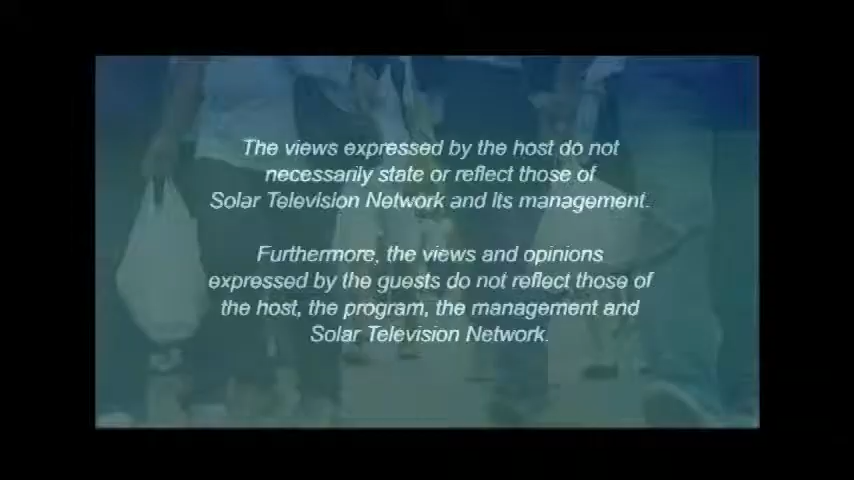 The views expressed by the host do not
necessarily state or reflect those of
Solar Television Network and its management.
Furthermore, the views and opinions
expressed by the guests do not reflect those of
the host, the program, the management and
Solar Television Network.